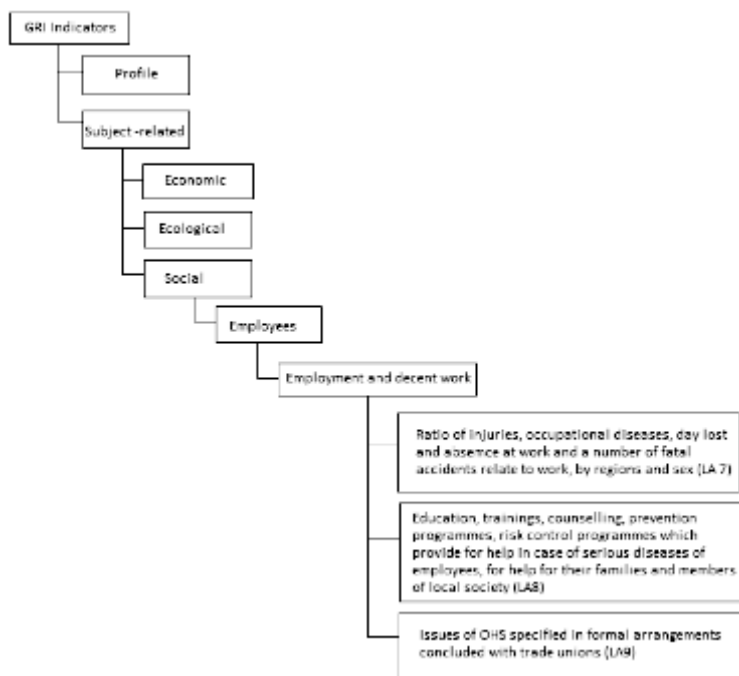 GRI Indicators
Profile
Subject -related
Economic
Ecological
Social
Employees
Employment and decent work
Ratio of injuries, occupational diseases, day lost
and absence at work and a number of fatal
accidents relate to work, by regions and sex (LA 7)
Education, trainings, counselling, prevention
programmes, risk control programmes which
provide for help in case of serious diseases of
employees, for help for their families and members
of local society (LA8)
Issues of OHS specified in formal arrangements
concluded with trade unions (LA9)